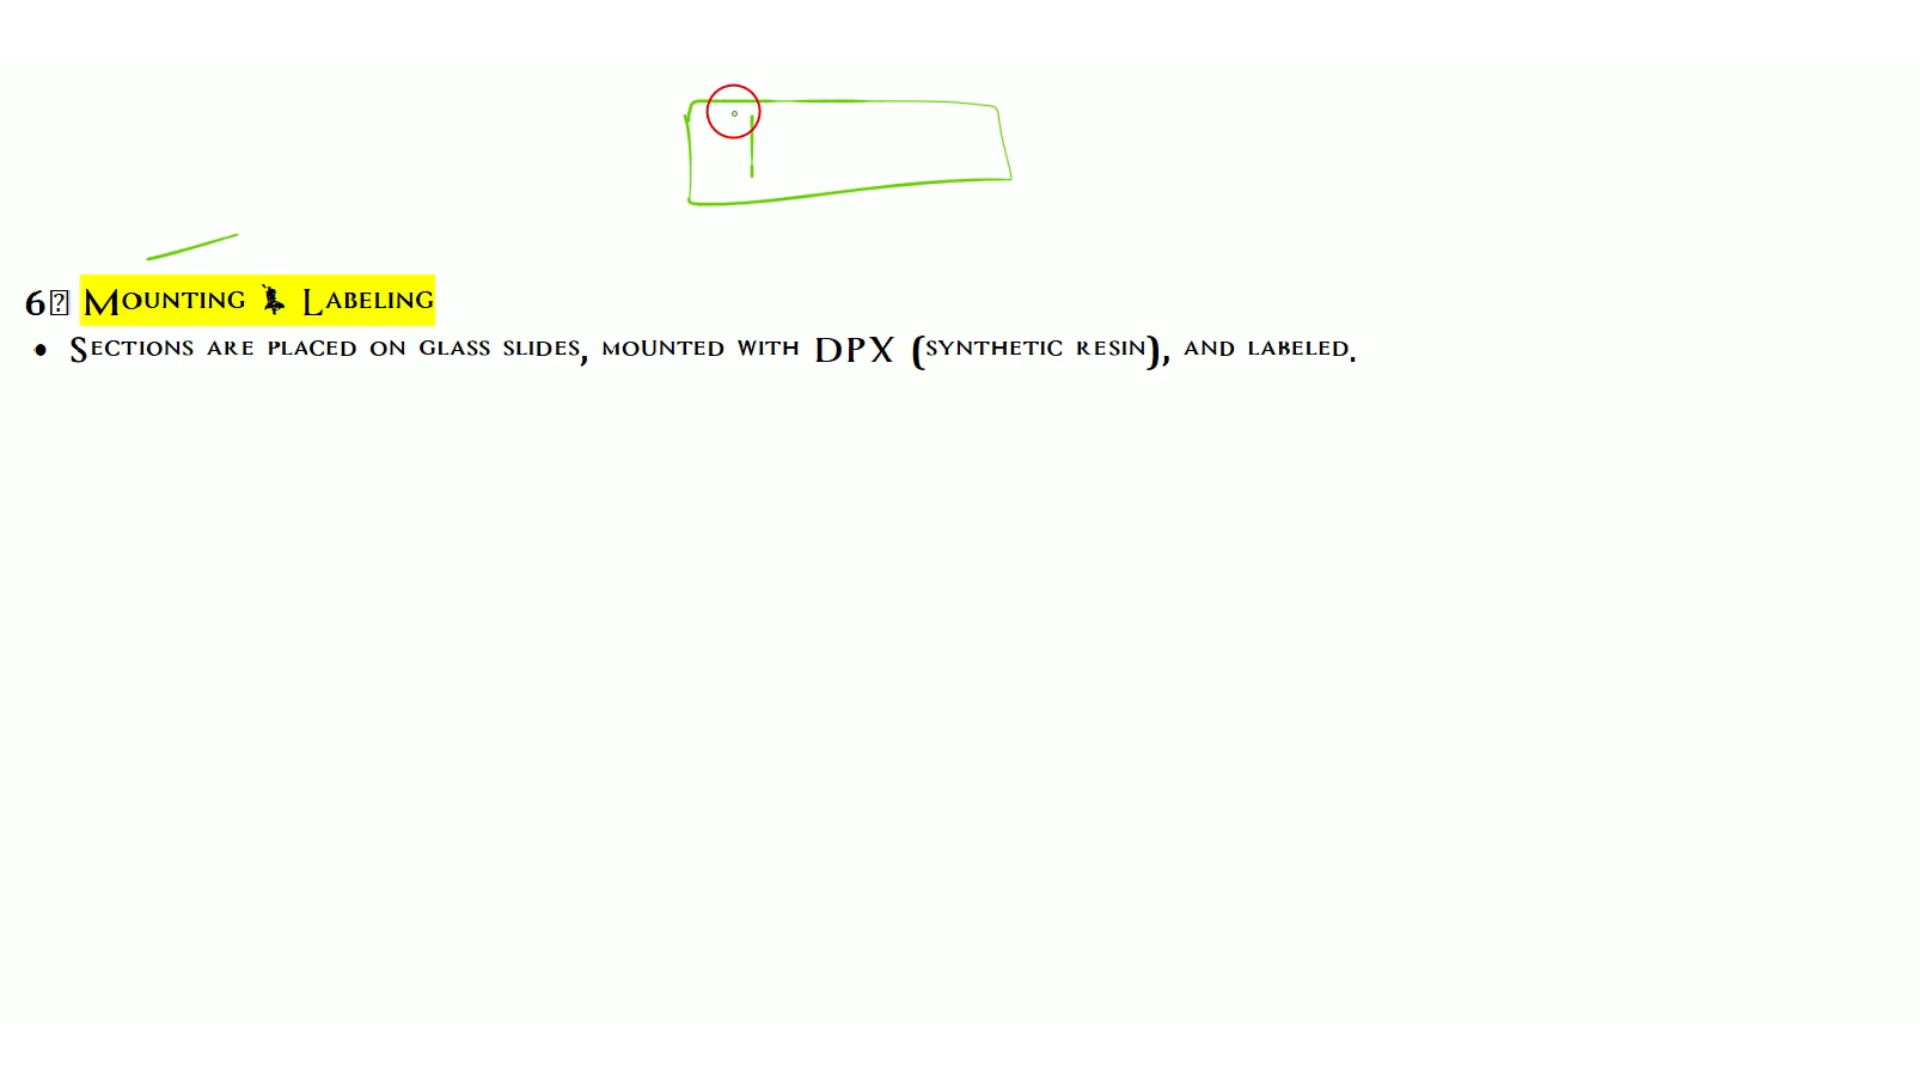 6 Mounting & Labeling
• Sections are placed on glass slides, mounted with DPX (synthetic resin), and labeled.